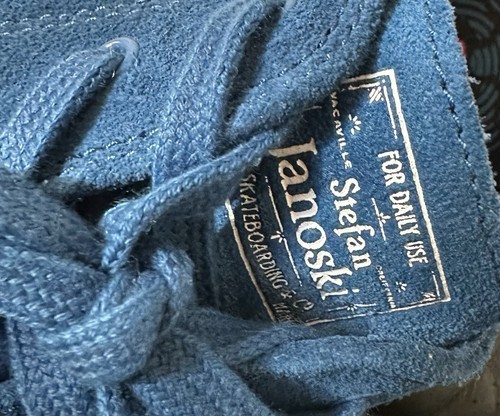 FOR DAILY USE
VACAVILLE CALIFORNIA
Stefan
Janoski
SKATEBOARDING &